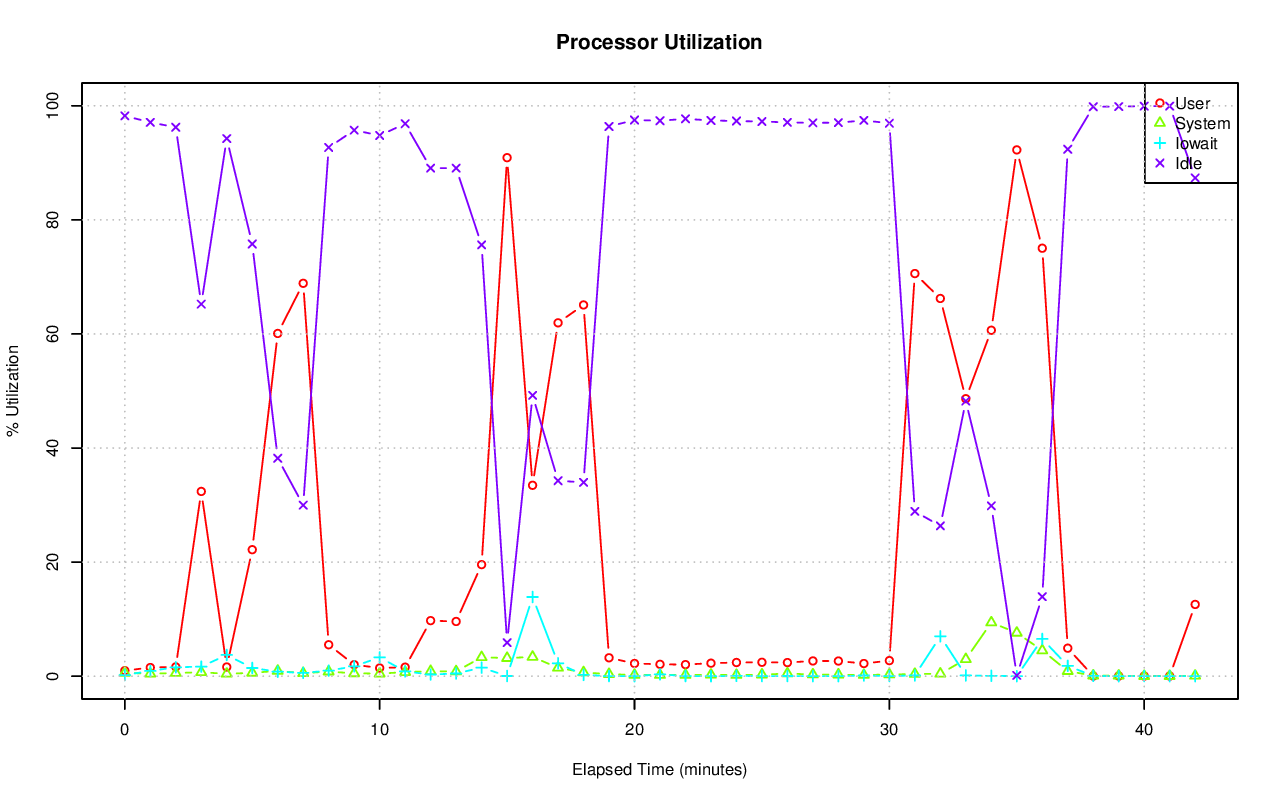 Processor Utilization
% Utilization
100
80
60
40
20
0
User
System
Iowait
Idle
0 10 20 30 40
Elapsed Time (minutes)